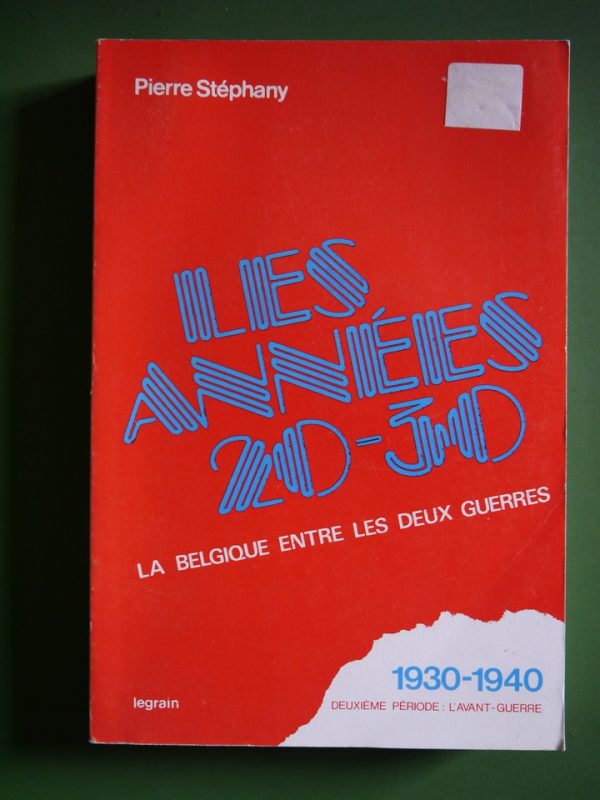 Pierre Stéphany
LES
ANNÉES
20-30
LA BELGIQUE ENTRE LES DEUX GUERRES
1930-1940
DEUXIÈME PÉRIODE : L'AVANT-GUERRE
legrain